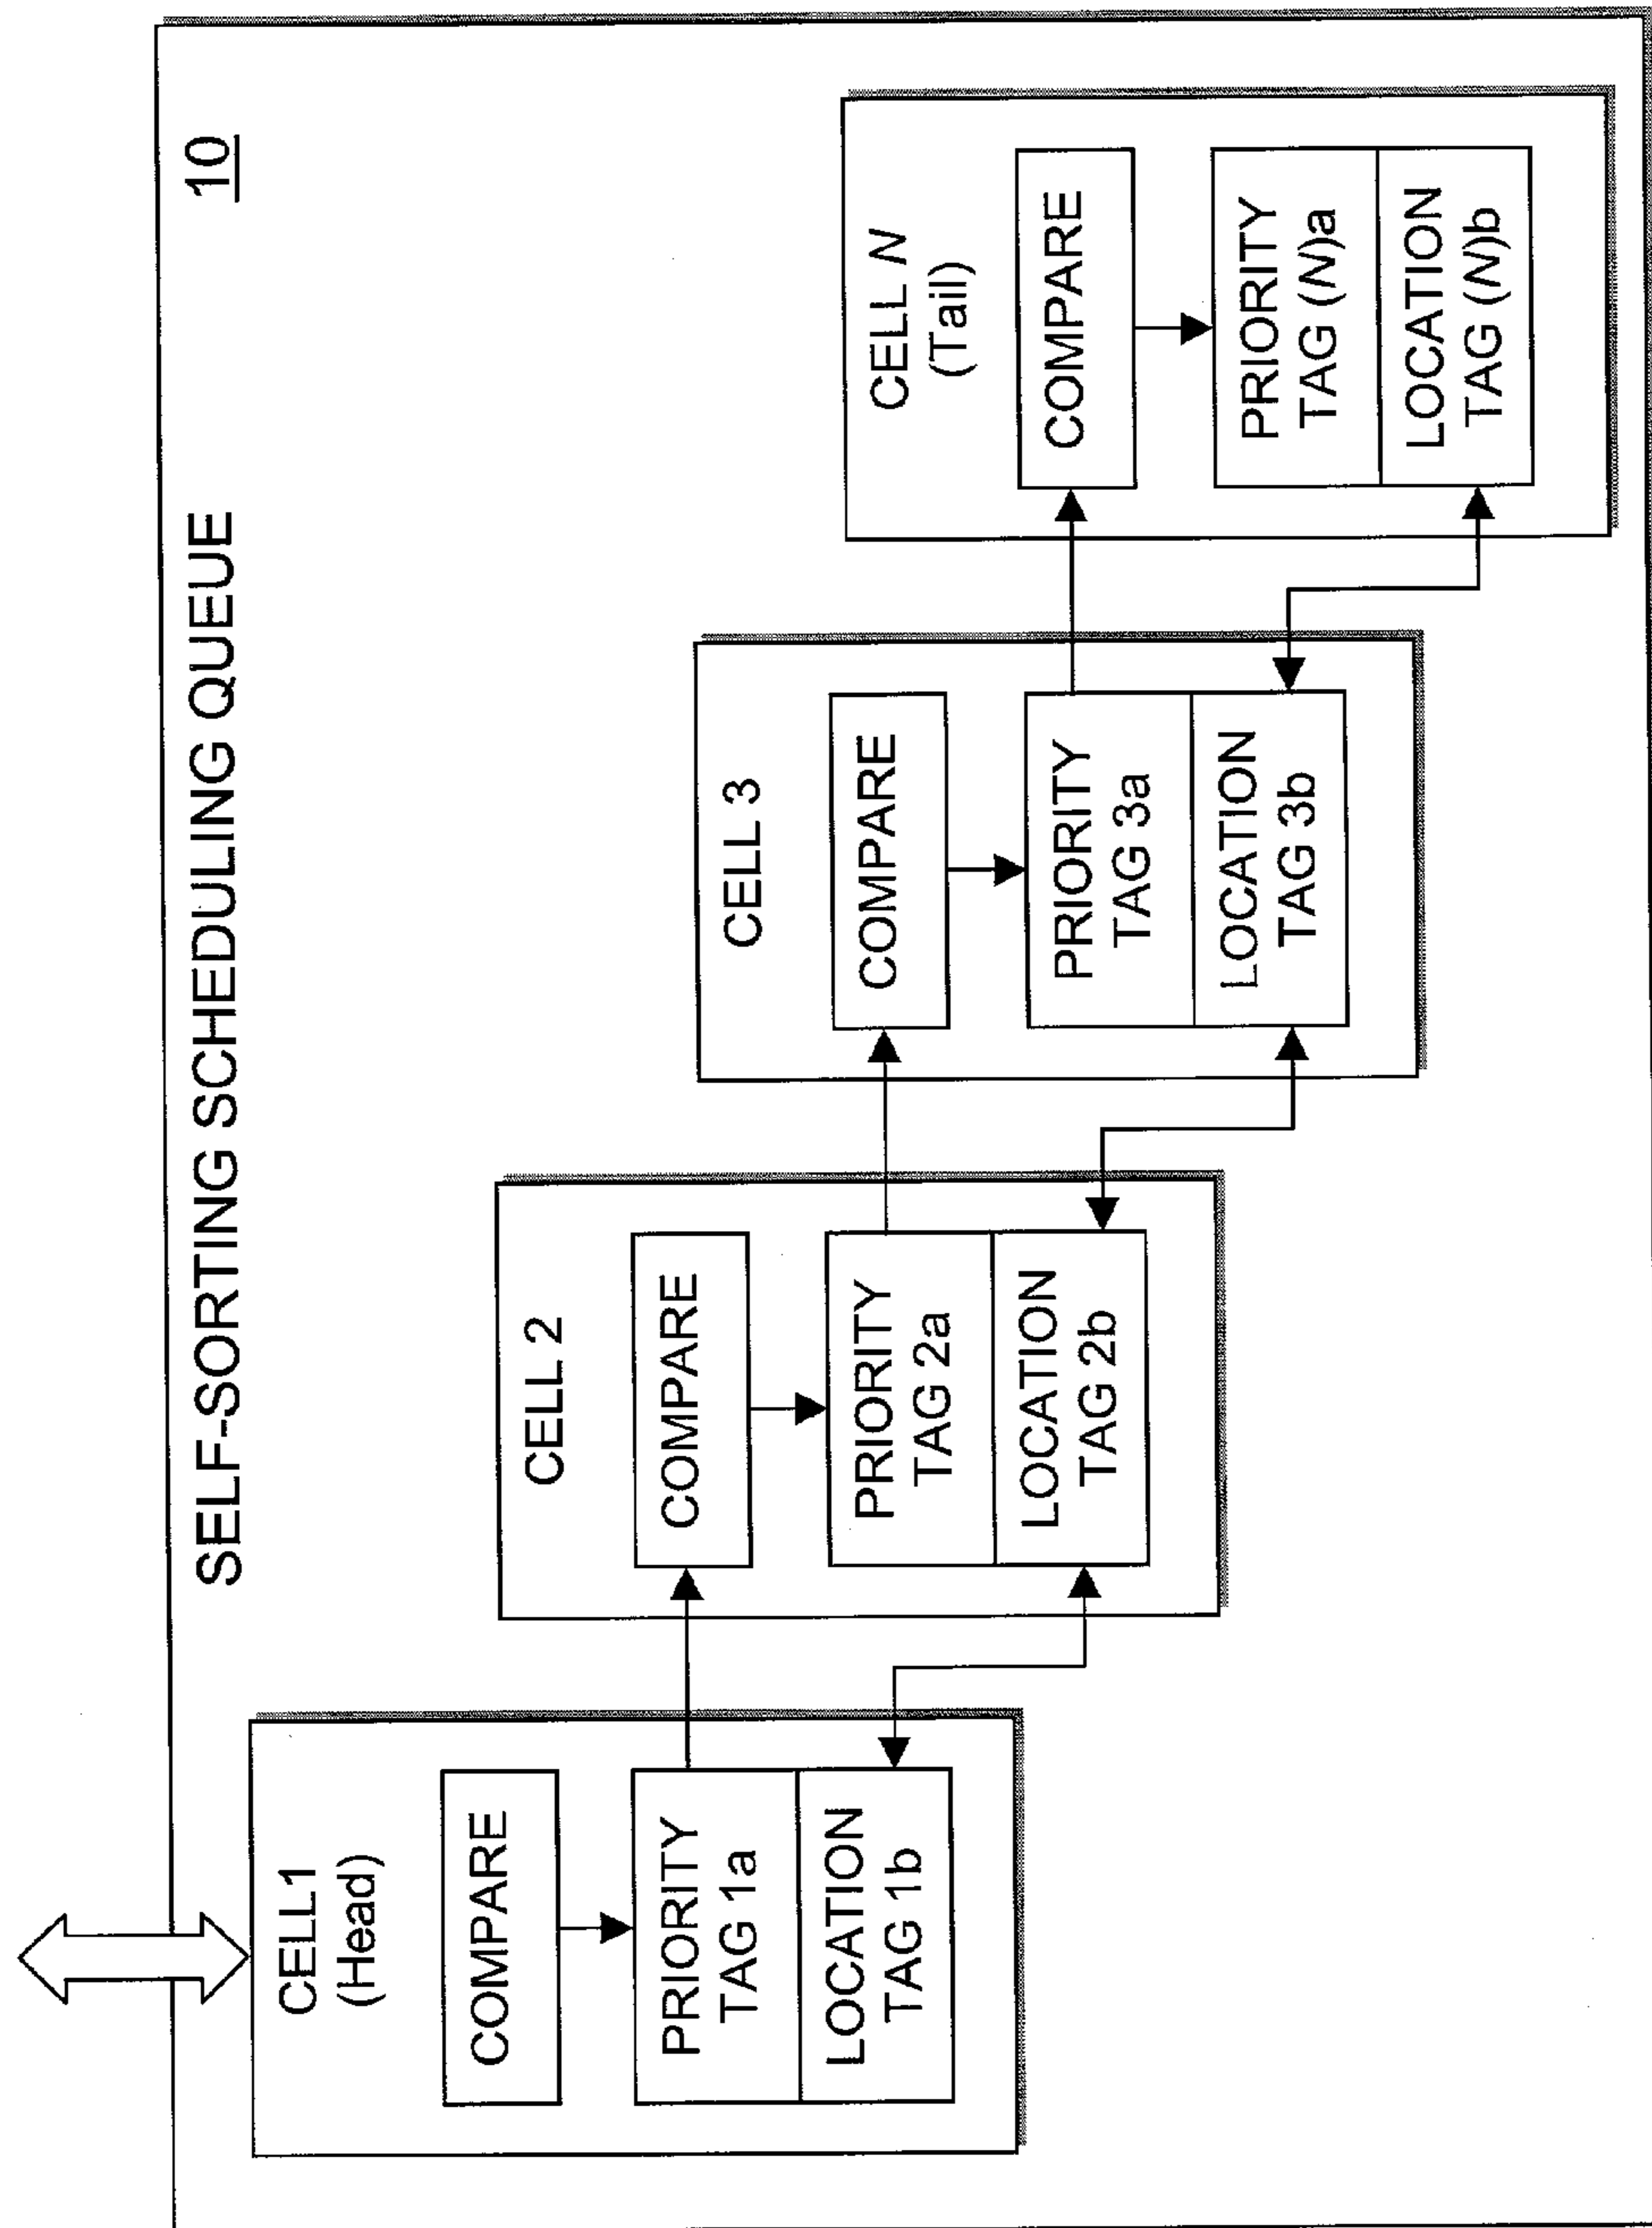 SELF-SORTING SCHEDULING QUEUE
10
CELL1
(Head)
COMPARE
PRIORITY
TAG 1a
LOCATION
TAG 1b
CELL 2
COMPARE
PRIORITY
TAG 2a
LOCATION
TAG 2b
CELL 3
COMPARE
PRIORITY
TAG 3a
LOCATION
TAG 3b
CELL N
(Tail)
COMPARE
PRIORITY
TAG (N)a
LOCATION
TAG (N)b